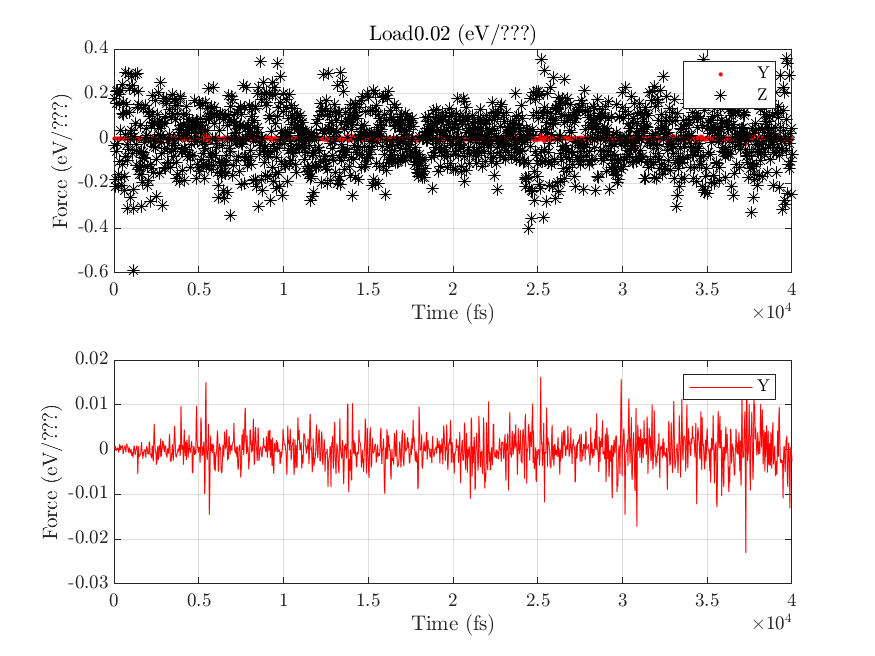 Load0.02 (eV/???)
0.4
0.2
0
-0.2
-0.4
-0.6
Force (eV/???)
Y
Z
0 0.5 1 1.5 2 2.5 3 3.5 4
Time (fs)
×10^4
0.02
0.01
0
-0.01
-0.02
-0.03
Force (eV/???)
Y
0 0.5 1 1.5 2 2.5 3 3.5 4
Time (fs)
×10^4